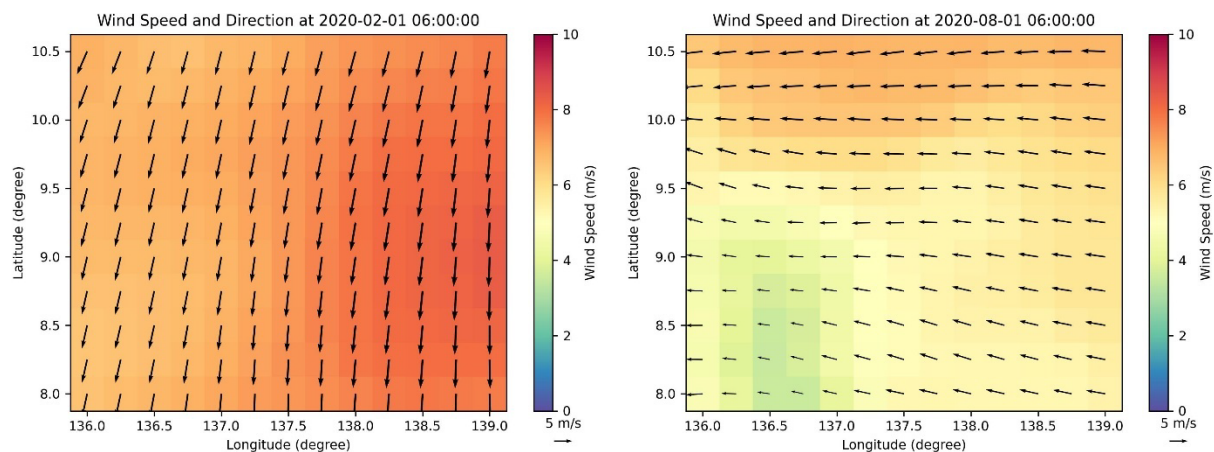 Wind Speed and Direction at 2020-02-01 06:00:00
10.5
10.0
9.5
9.0
8.5
8.0
Latitude (degree)
136.0 136.5 137.0 137.5 138.0 138.5 139.0
Longitude (degree)
10
8
6
4
2
0
Wind Speed (m/s)
5 m/s
Wind Speed and Direction at 2020-08-01 06:00:00
10.5
10.0
9.5
9.0
8.5
8.0
Latitude (degree)
136.0 136.5 137.0 137.5 138.0 138.5 139.0
Longitude (degree)
10
8
6
4
2
0
Wind Speed (m/s)
5 m/s